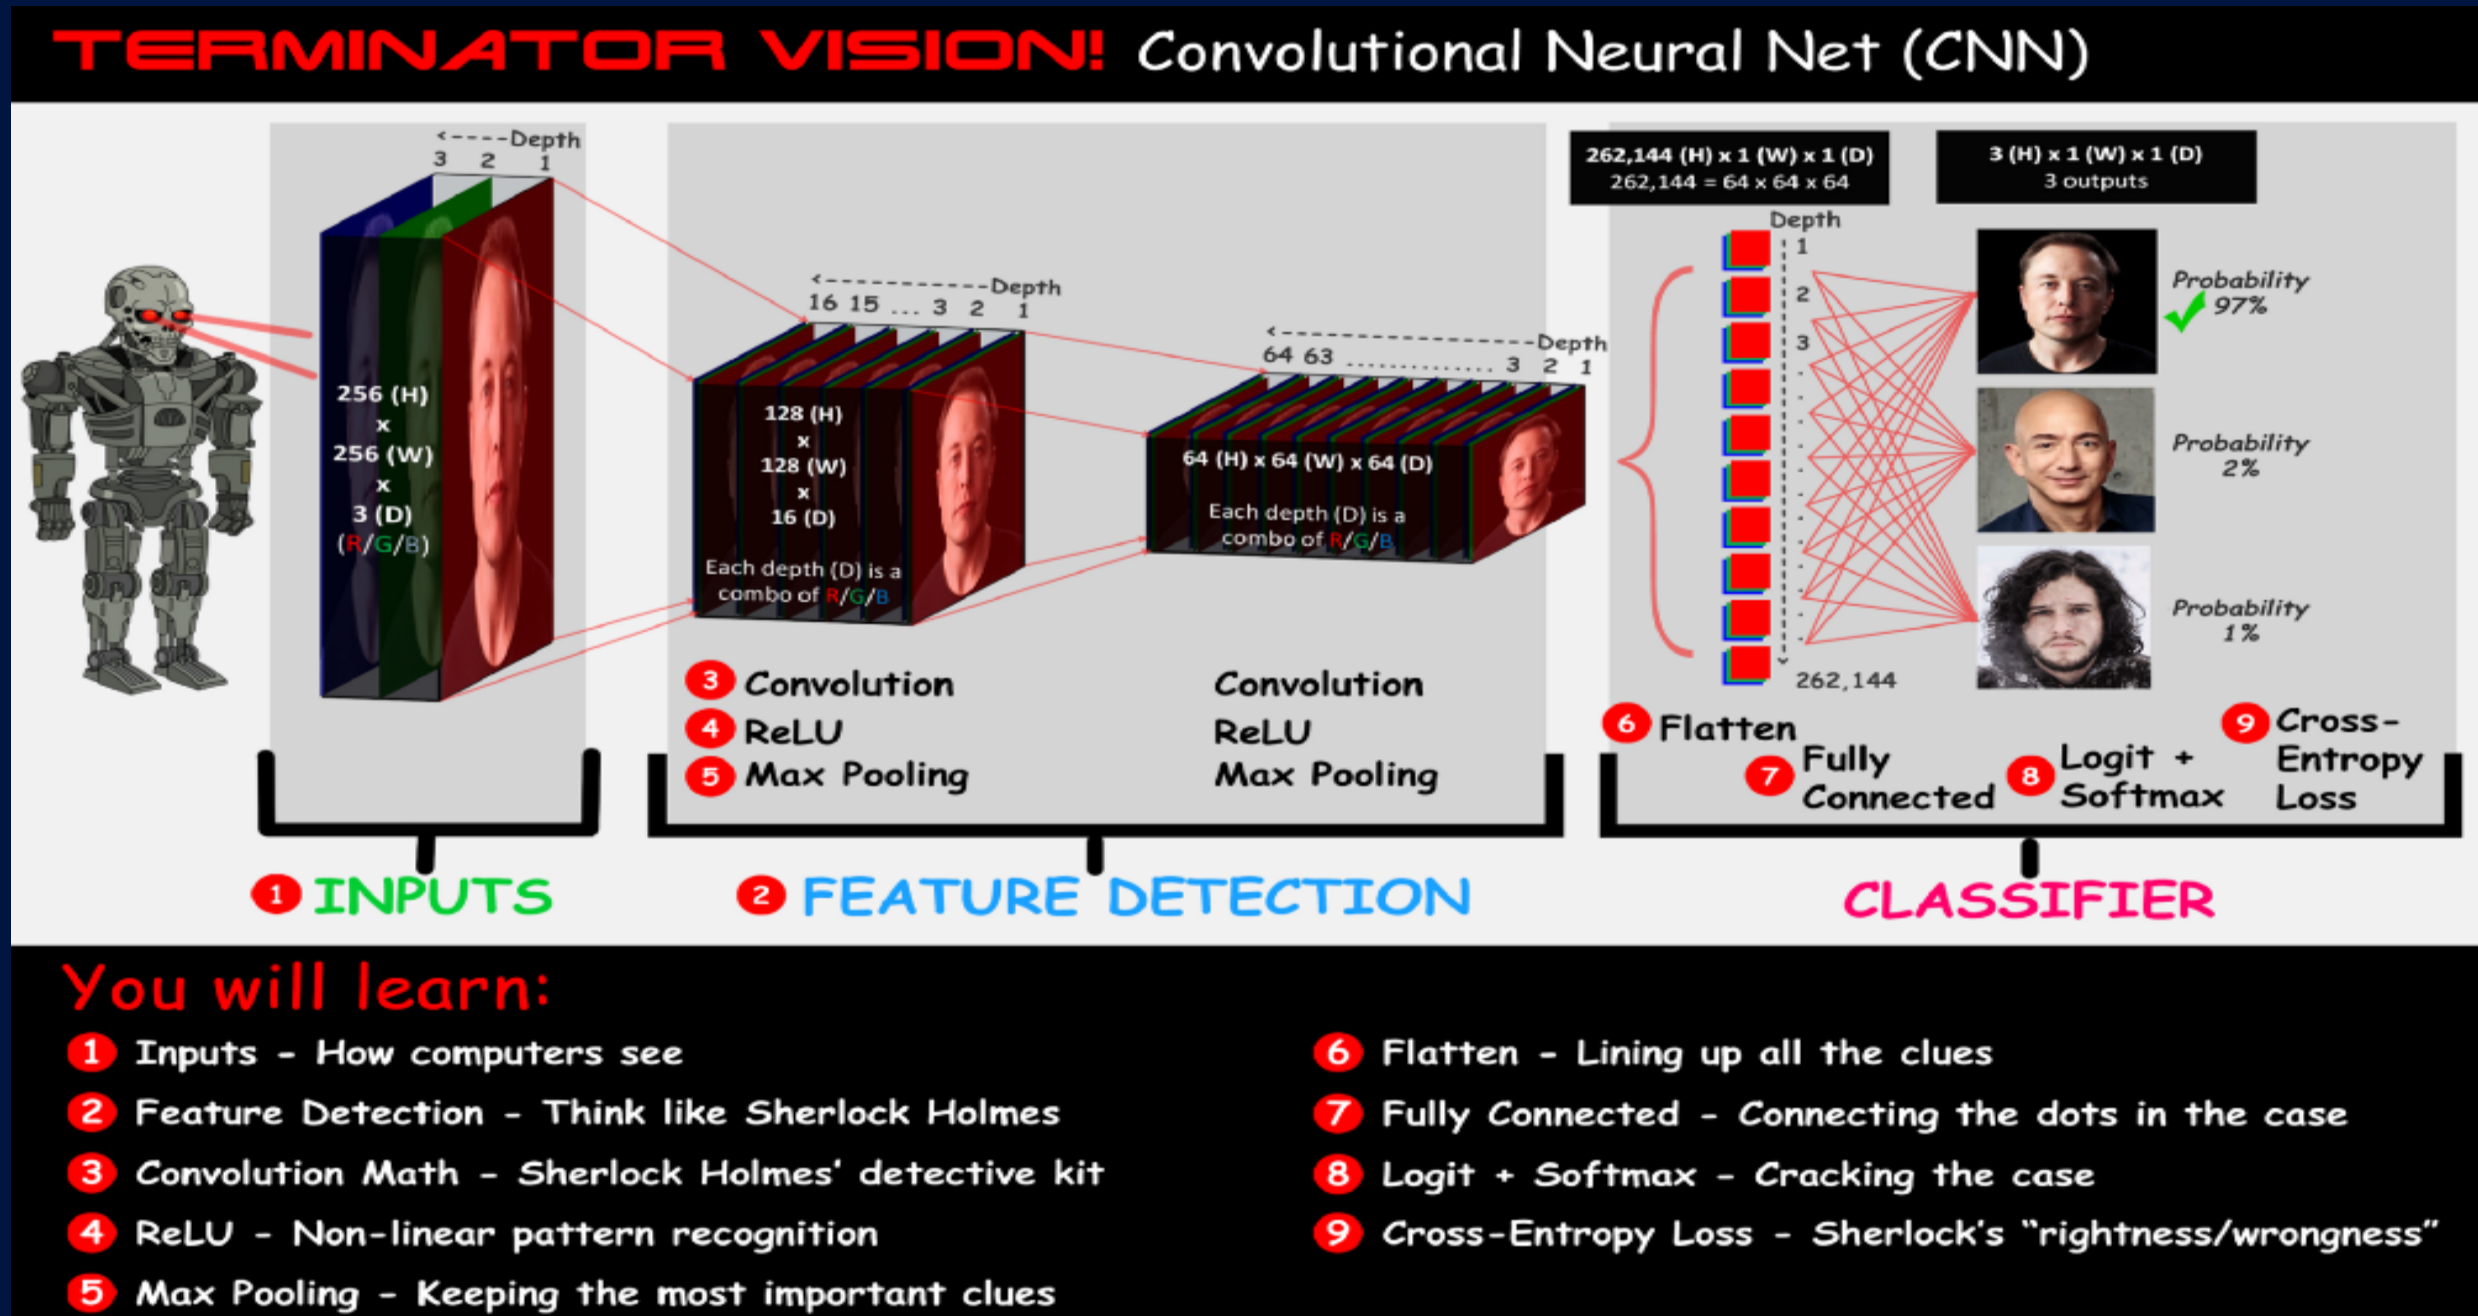 TERMINATOR VISION! Convolutional Neural Net (CNN)
<----Depth
3 2 1
256 (H)
x
256 (W)
x
3 (D)
(R/G/B)
<-----------Depth
16 15 ... 3 2 1
128 (H)
x
128 (W)
x
16 (D)
Each depth (D) is a
combo of R/G/B
<----------------Depth
64 63 .............. 3 2 1
64 (H) x 64 (W) x 64 (D)
Each depth (D) is a
combo of R/G/B
262,144 (H) x 1 (W) x 1 (D)
262,144 = 64 x 64 x 64
Depth
1
2
3
262,144
3 (H) x 1 (W) x 1 (D)
3 outputs
Probability
97%
Probability
2%
Probability
1%
3 Convolution
4 ReLU
5 Max Pooling
Convolution
ReLU
Max Pooling
6 Flatten
7 Fully
Connected
8 Logit +
Softmax
9 Cross-
Entropy
Loss
1 INPUTS
2 FEATURE DETECTION
CLASSIFIER
You will learn:
1 Inputs - How computers see
2 Feature Detection - Think like Sherlock Holmes
3 Convolution Math - Sherlock Holmes' detective kit
4 ReLU - Non-linear pattern recognition
5 Max Pooling - Keeping the most important clues
6 Flatten - Lining up all the clues
7 Fully Connected - Connecting the dots in the case
8 Logit + Softmax - Cracking the case
9 Cross-Entropy Loss - Sherlock's “rightness/wrongness”